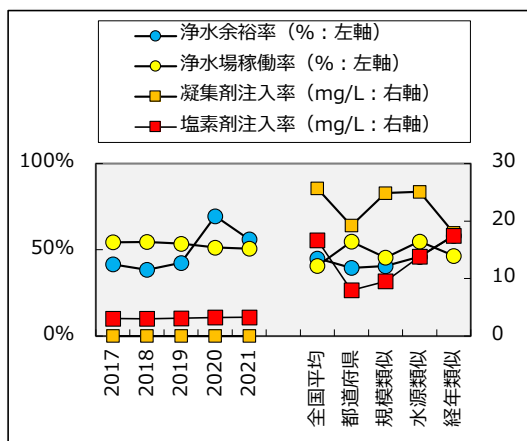 浄水余裕率（%：左軸）
浄水場稼働率（%：左軸）
凝集剤注入率（mg/L：右軸）
塩素剤注入率（mg/L：右軸）
100%
50%
0%
30
20
10
0
2017
2018
2019
2020
2021
全国平均
都道府県
規模類似
水源類似
経年類似